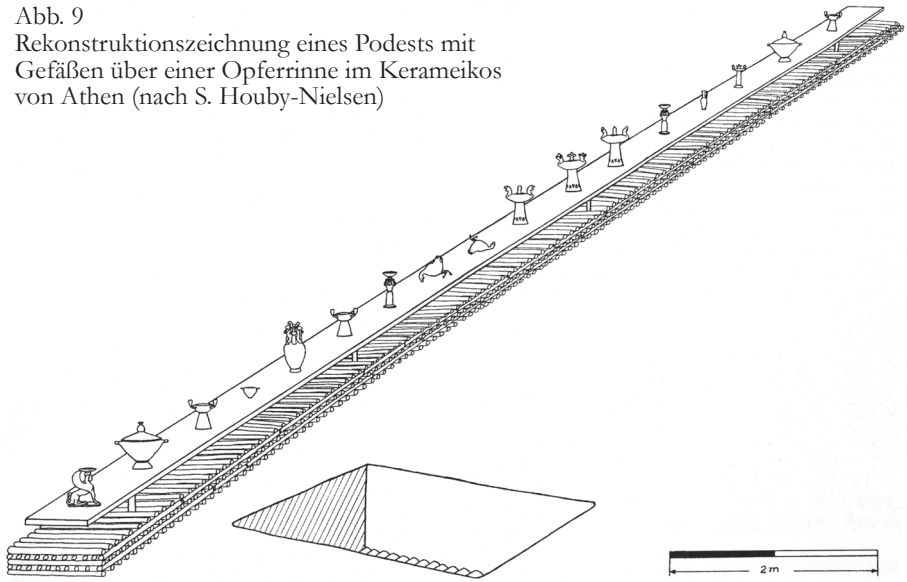 Abb. 9
Rekonstruktionszeichnung eines Podests mit
Gefäßen über einer Opferrinne im Kerameikos
von Athen (nach S. Houby-Nielsen)
2 m